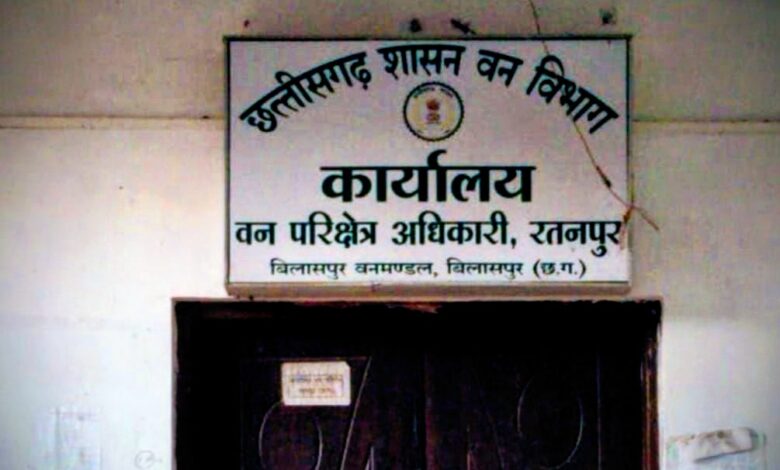 छत्तीसगढ़ शासन वन विभाग
कार्यालय
वन परिक्षेत्र अधिकारी, रतनपुर
बिलासपुर वनमण्डल, बिलासपुर (छ.ग.)